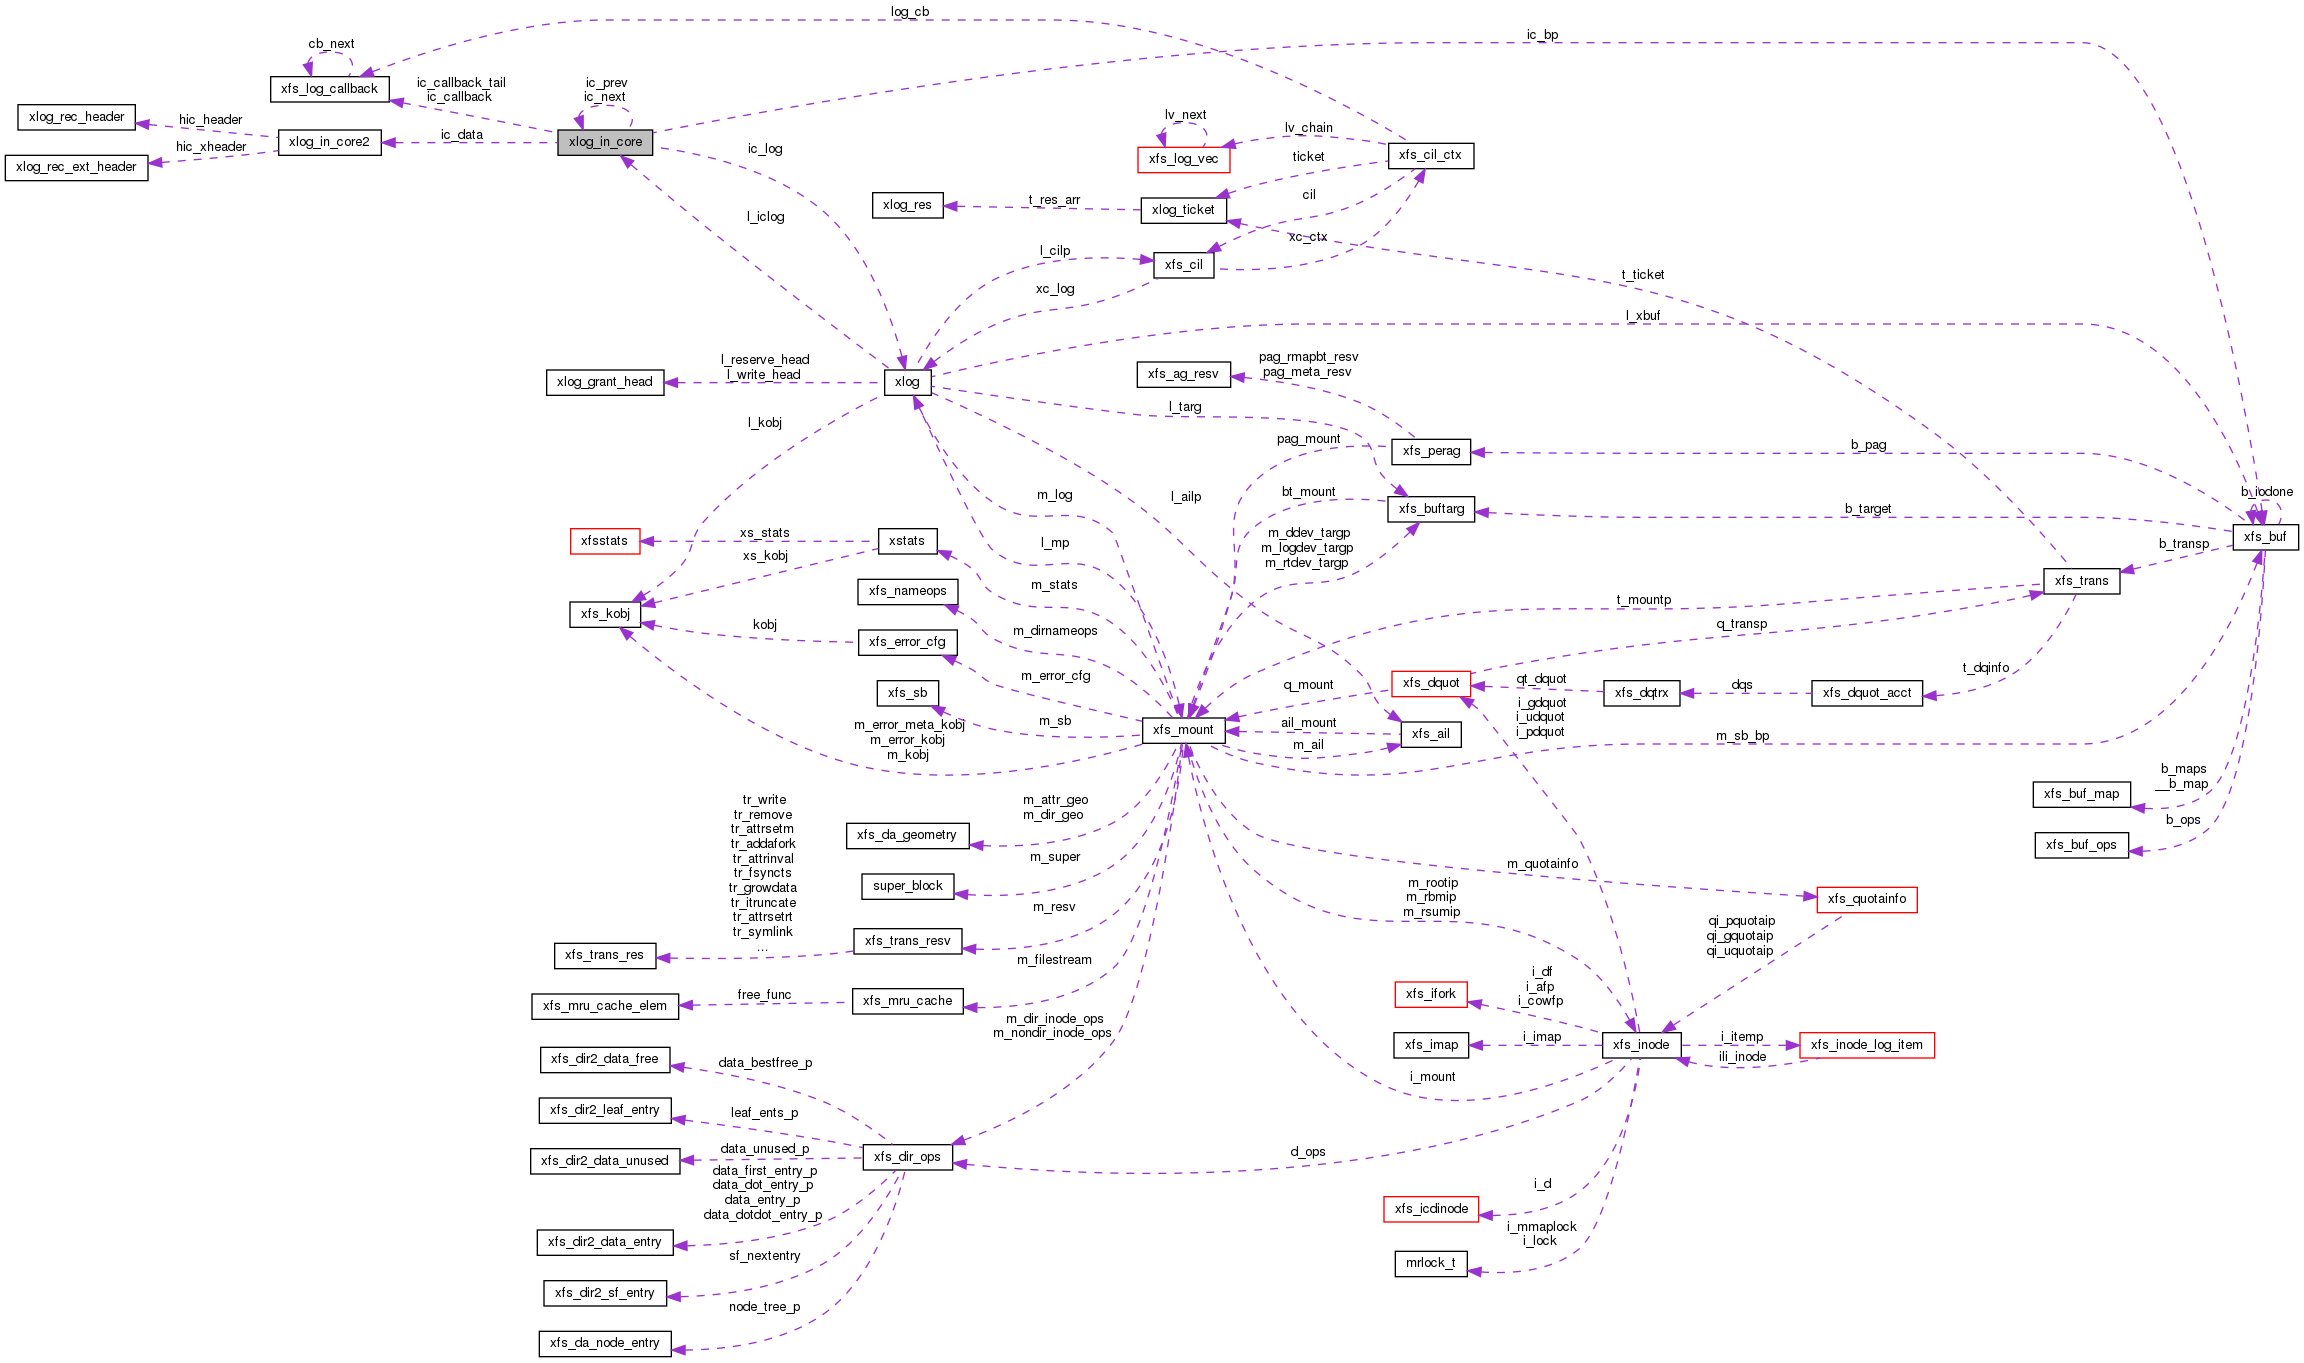 log_cb
ic_bp
cb_next
xfs_log_callback
ic_callback_tail
ic_callback
ic_prev
ic_next
xlog_rec_header
hic_header
xlog_in_core2
ic_data
xlog_in_core
hic_xheader
xlog_rec_ext_header
ic_log
lv_next
lv_chain
xfs_log_vec
xfs_cil_ctx
ticket
xlog_res
t_res_arr
xlog_ticket
cil
l_iclog
xc_ctx
l_cilp
xfs_cil
t_ticket
xc_log
l_xbuf
l_reserve_head
l_write_head
xlog_grant_head
xlog
pag_rmapbt_resv
pag_meta_resv
xfs_ag_resv
l_targ
l_kobj
pag_mount
xfs_perag
b_pag
m_log
l_ailp
bt_mount
xfs_buftarg
b_iodone
b_target
xfsstats
xs_stats
xstats
l_mp
m_ddev_targp
m_logdev_targp
m_rtdev_targp
xfs_buf
b_transp
xs_kobj
m_stats
xfs_nameops
xfs_trans
xfs_kobj
kobj
xfs_error_cfg
m_dirnameops
t_mountp
q_transp
m_error_cfg
t_dqinfo
xfs_sb
q_mount
xfs_dquot
qt_dquot
xfs_dqtrx
dqs
xfs_dquot_acct
m_error_meta_kobj
m_error_kobj
m_kobj
m_sb
xfs_mount
ail_mount
m_ail
xfs_ail
i_gdquot
i_udquot
i_pdquot
m_sb_bp
b_maps
__b_map
xfs_buf_map
b_ops
xfs_buf_ops
tr_write
tr_remove
tr_attrsetm
tr_addafork
tr_attrinval
tr_fsyncts
tr_growdata
tr_itruncate
tr_attrsetrt
tr_symlink
...
m_attr_geo
m_dir_geo
xfs_da_geometry
m_super
super_block
m_quotainfo
m_rootip
m_rbmip
m_rsumip
xfs_quotainfo
m_resv
xfs_trans_res
xfs_trans_resv
qi_pquotaip
qi_gquotaip
qi_uquotaip
m_filestream
xfs_mru_cache_elem
free_func
xfs_mru_cache
i_df
i_afp
i_cowfp
xfs_ifork
m_dir_inode_ops
m_nondir_inode_ops
xfs_imap
i_imap
xfs_inode
i_itemp
ili_inode
xfs_inode_log_item
xfs_dir2_data_free
data_bestfree_p
i_mount
xfs_dir2_leaf_entry
leaf_ents_p
xfs_dir2_data_unused
data_unused_p
xfs_dir_ops
d_ops
data_first_entry_p
data_dot_entry_p
data_entry_p
data_dotdot_entry_p
i_d
xfs_icdinode
xfs_dir2_data_entry
i_mmaplock
i_lock
mrlock_t
sf_nextentry
xfs_dir2_sf_entry
node_tree_p
xfs_da_node_entry